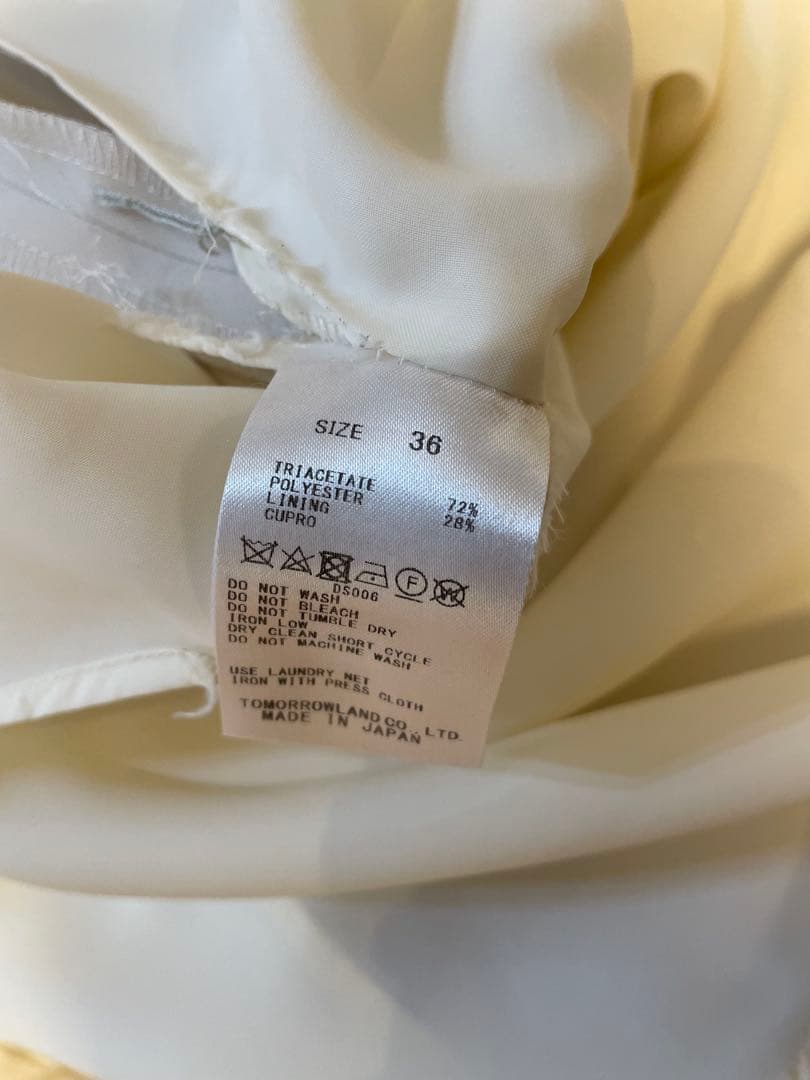 SIZE 36
TRIACETATE 72%
POLYESTER 28%
LINING
CUPRO
F
W
DS006
DO NOT WASH
DO NOT BLEACH
DO NOT TUMBLE DRY
IRON LOW
DRY CLEAN SHORT CYCLE
DO NOT MACHINE WASH
USE LAUNDRY NET
IRON WITH PRESS CLOTH
TOMORROWLAND CO., LTD.
MADE IN JAPAN